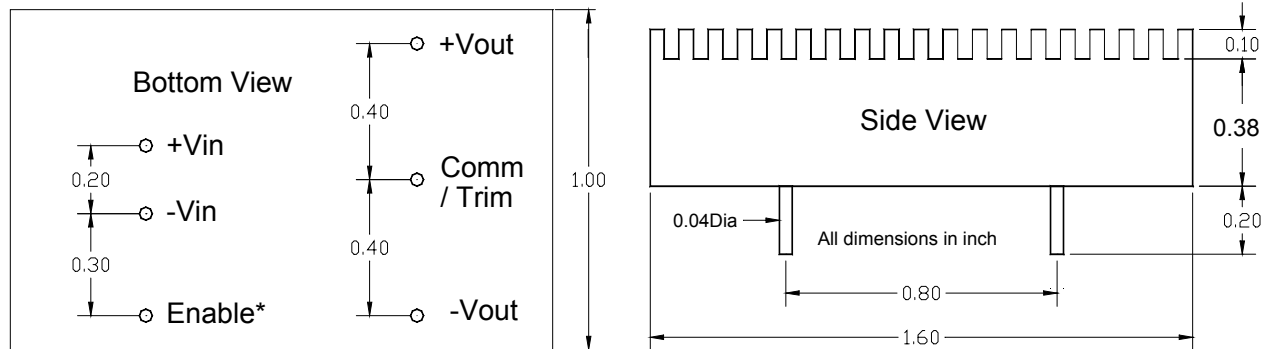 +Vout
Bottom View
0.40
+Vin
0.20
-Vin
Comm
/ Trim
0.30
0.40
Enable*
-Vout
1.00
0.10
Side View
0.38
0.04Dia
All dimensions in inch
0.20
0.80
1.60